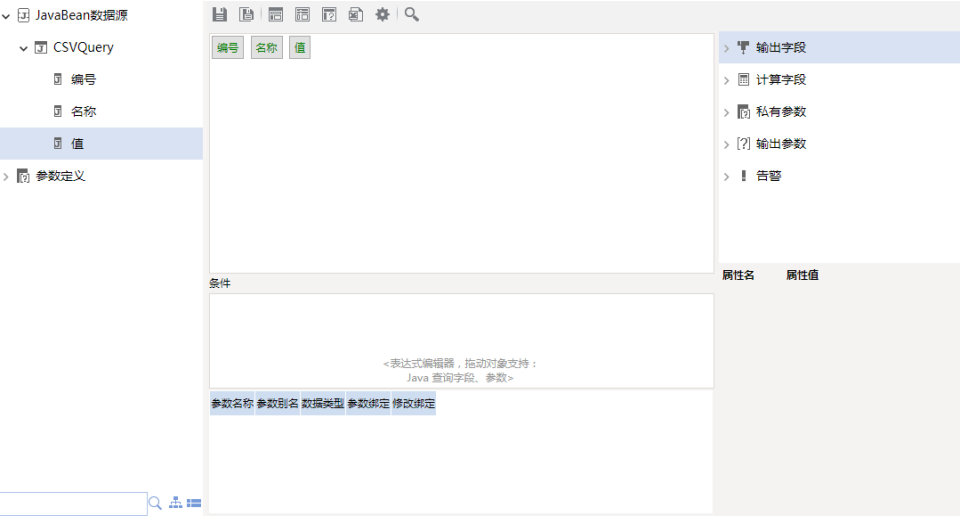 JavaBean数据源
CSVQuery
编号
名称
值
参数定义
编号 名称 值
条件
<表达式编辑器，拖动对象支持：
Java 查询字段、参数>
参数名称 参数别名 数据类型 参数绑定 修改绑定
输出字段
计算字段
私有参数
输出参数
告警
属性名 属性值